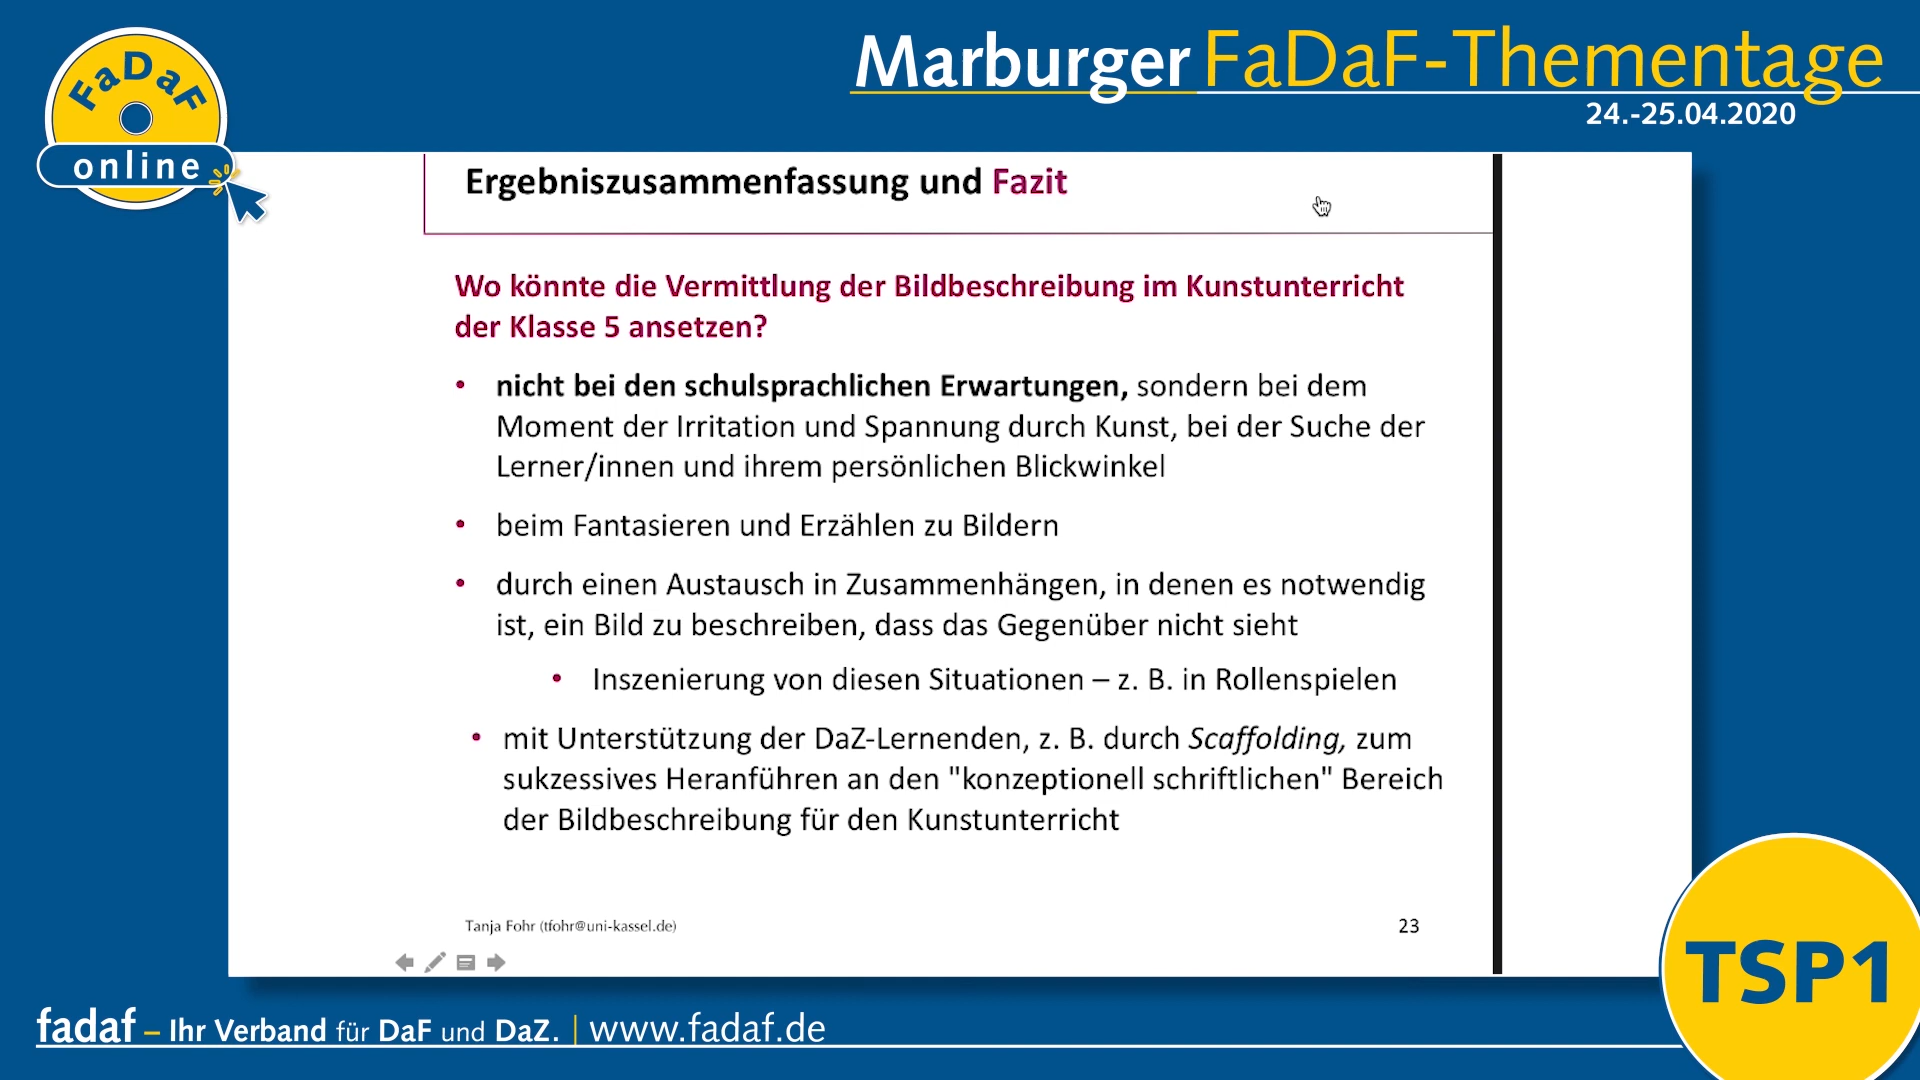 FaDaF
online
Marburger FaDaF-Thementage
24.-25.04.2020
Ergebniszusammenfassung und Fazit
Wo könnte die Vermittlung der Bildbeschreibung im Kunstunterricht
der Klasse 5 ansetzen?
• nicht bei den schulsprachlichen Erwartungen, sondern bei dem
Moment der Irritation und Spannung durch Kunst, bei der Suche der
Lerner/innen und ihrem persönlichen Blickwinkel
• beim Fantasieren und Erzählen zu Bildern
• durch einen Austausch in Zusammenhängen, in denen es notwendig
ist, ein Bild zu beschreiben, dass das Gegenüber nicht sieht
• Inszenierung von diesen Situationen – z. B. in Rollenspielen
• mit Unterstützung der DaZ-Lernenden, z. B. durch Scaffolding, zum
sukzessives Heranführen an den "konzeptionell schriftlichen" Bereich
der Bildbeschreibung für den Kunstunterricht
Tanja Fohr (tfohr@uni-kassel.de)
23
TSP1
fadaf – Ihr Verband für DaF und DaZ. | www.fadaf.de